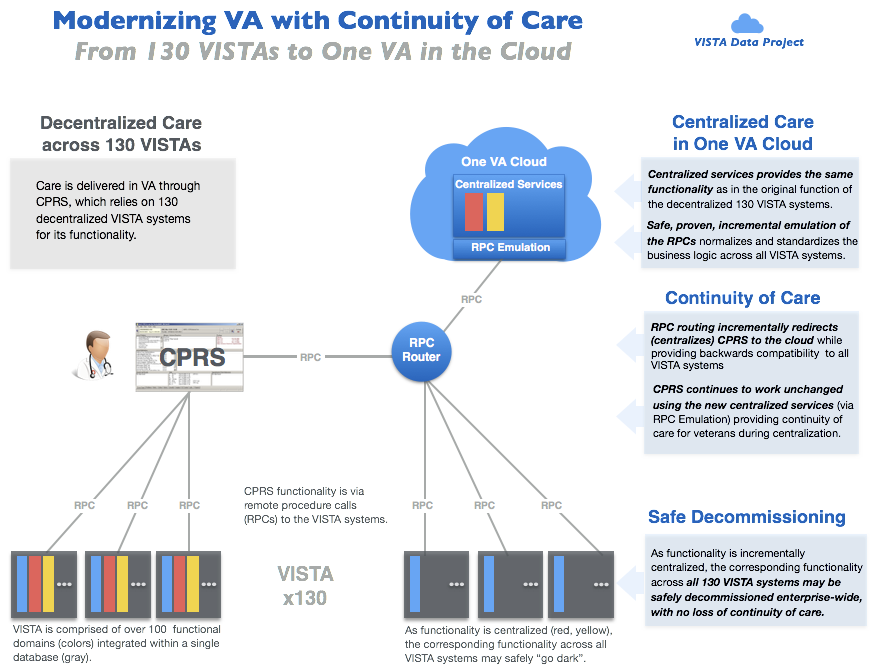 Modernizing VA with Continuity of Care
From 130 VISTAs to One VA in the Cloud
VISTA Data Project
Decentralized Care
across 130 VISTAs
Care is delivered in VA through
CPRS, which relies on 130
decentralized VISTA systems
for its functionality.
One VA Cloud
Centralized Services
RPC Emulation
Centralized Care
in One VA Cloud
Centralized services provides the same
functionality as in the original function of
the decentralized 130 VISTA systems.
Safe, proven, incremental emulation of
the RPCs normalizes and standardizes the
business logic across all VISTA systems.
RPC
CPRS
RPC
RPC
Router
Continuity of Care
RPC routing incrementally redirects
(centralizes) CPRS to the cloud while
providing backwards compatibility to all
VISTA systems
CPRS continues to work unchanged
using the new centralized services (via
RPC Emulation) providing continuity of
care for veterans during centralization.
RPC
RPC
RPC
CPRS functionality is via
remote procedure calls
(RPCs) to the VISTA systems.
RPC
RPC
RPC
VISTA
x130
VISTA is comprised of over 100 functional
domains (colors) integrated within a single
database (gray).
As functionality is centralized (red, yellow),
the corresponding functionality across all
VISTA systems may safely “go dark”.
Safe Decommissioning
As functionality is incrementally
centralized, the corresponding functionality
across all 130 VISTA systems may be
safely decommissioned enterprise-wide,
with no loss of continuity of care.